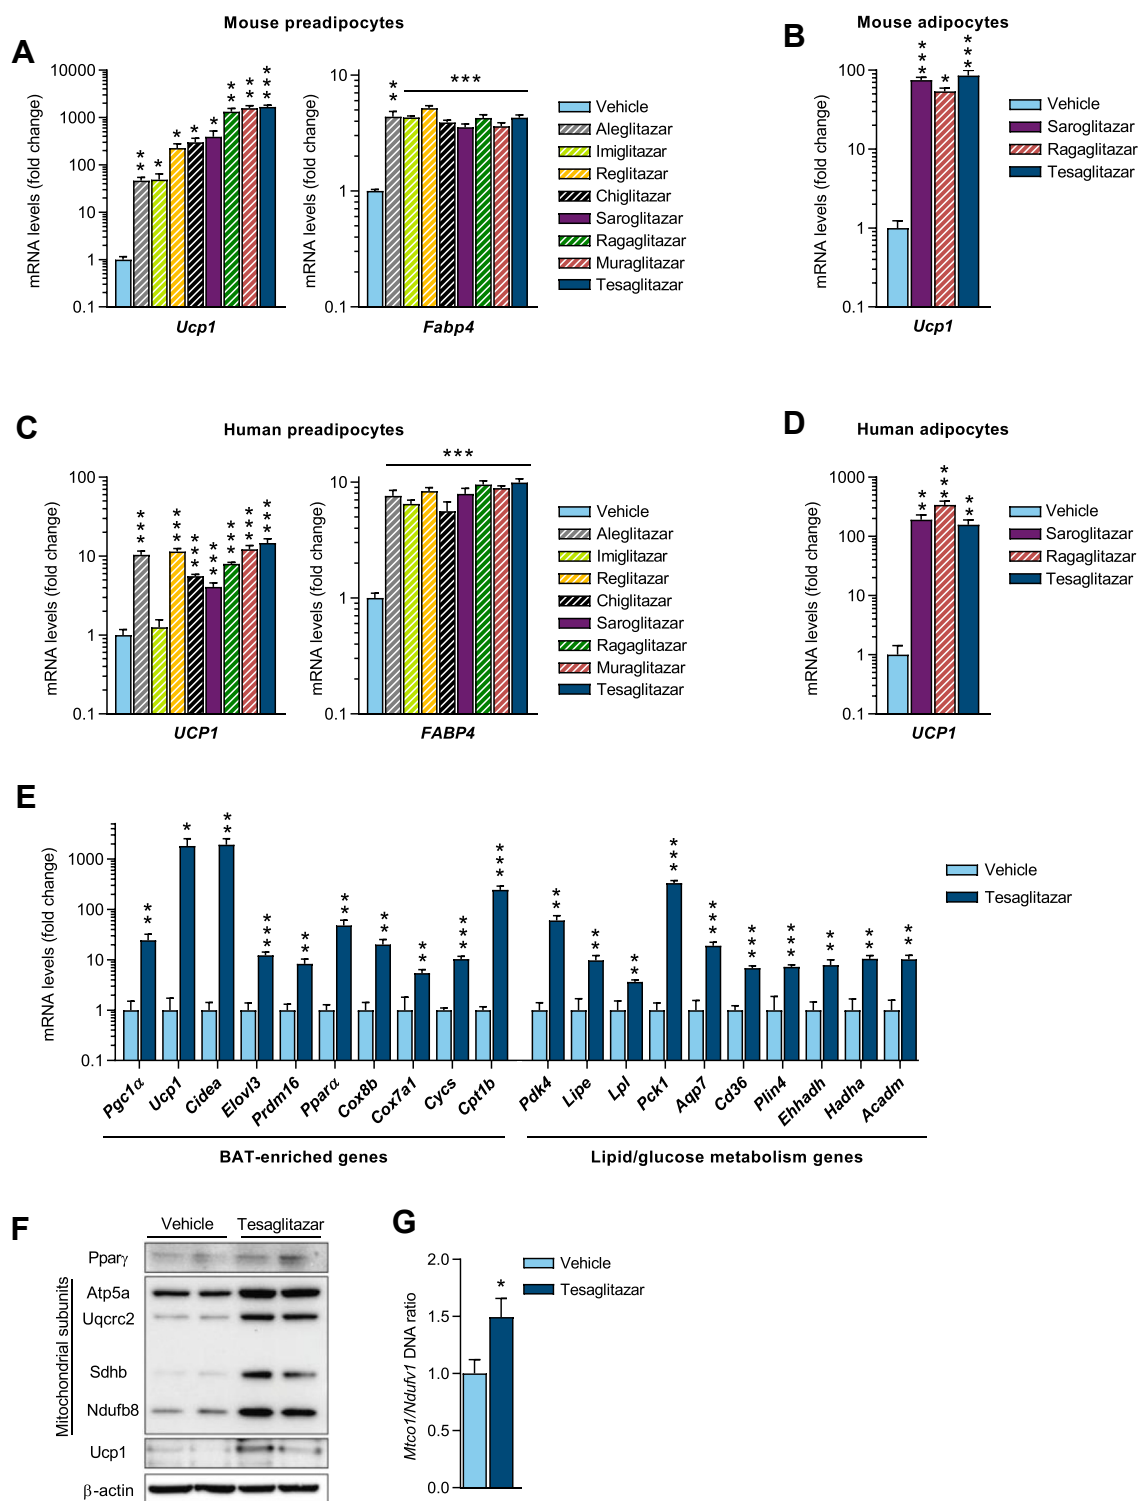 Mouse preadipocytes
A
mRNA levels (fold change)
10000
1000
100
10
1
0.1
** * * * * ** ** ***
Ucp1
mRNA levels (fold change)
10
1
0.1
** ***
Fabp4
Vehicle
Aleglitazar
Imiglitazar
Reglitazar
Chiglitazar
Saroglitazar
Ragaglitazar
Muraglitazar
Tesaglitazar
Mouse adipocytes
B
mRNA levels (fold change)
100
10
1
0.1
*** * ***
Ucp1
Vehicle
Saroglitazar
Ragaglitazar
Tesaglitazar
Human preadipocytes
C
mRNA levels (fold change)
100
10
1
0.1
*** *** *** *** *** *** ***
UCP1
mRNA levels (fold change)
10
1
0.1
***
FABP4
Vehicle
Aleglitazar
Imiglitazar
Reglitazar
Chiglitazar
Saroglitazar
Ragaglitazar
Muraglitazar
Tesaglitazar
Human adipocytes
D
mRNA levels (fold change)
1000
100
10
1
0.1
** *** **
UCP1
Vehicle
Saroglitazar
Ragaglitazar
Tesaglitazar
E
mRNA levels (fold change)
1000
100
10
1
0.1
** * ** *** ** ** ** ** *** *** ** ** ** *** *** *** *** ** ** **
Pgc1α Ucp1 Cidea Elovl3 Prdm16 Pparα Cox8b Cox7a1 Cycs Cpt1b Pdk4 Lipe Lpl Pck1 Aqp7 Cd36 Plin4 Ehhadh Hadha Acadm
BAT-enriched genes
Lipid/glucose metabolism genes
Vehicle
Tesaglitazar
F
Vehicle Tesaglitazar
Pparγ
Mitochondrial subunits
Atp5a
Uqcrc2
Sdhb
Ndufb8
Ucp1
β-actin
G
Mtco1/Ndufv1 DNA ratio
2.0
1.5
1.0
0.5
0.0
*
Vehicle
Tesaglitazar